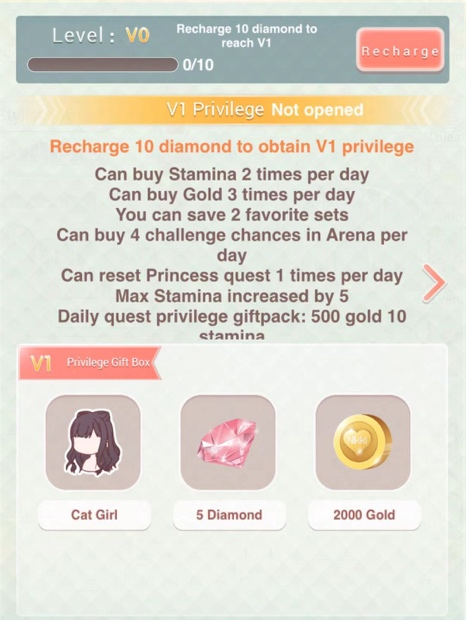 Level: V0
Recharge 10 diamond to
reach V1
Recharge
0/10
V1 Privilege Not opened
Recharge 10 diamond to obtain V1 privilege
Can buy Stamina 2 times per day
Can buy Gold 3 times per day
You can save 2 favorite sets
Can buy 4 challenge chances in Arena per
day
Can reset Princess quest 1 times per day
Max Stamina increased by 5
Daily quest privilege giftpack: 500 gold 10
stamina
V1 Privilege Gift Box
Cat Girl
5 Diamond
2000 Gold